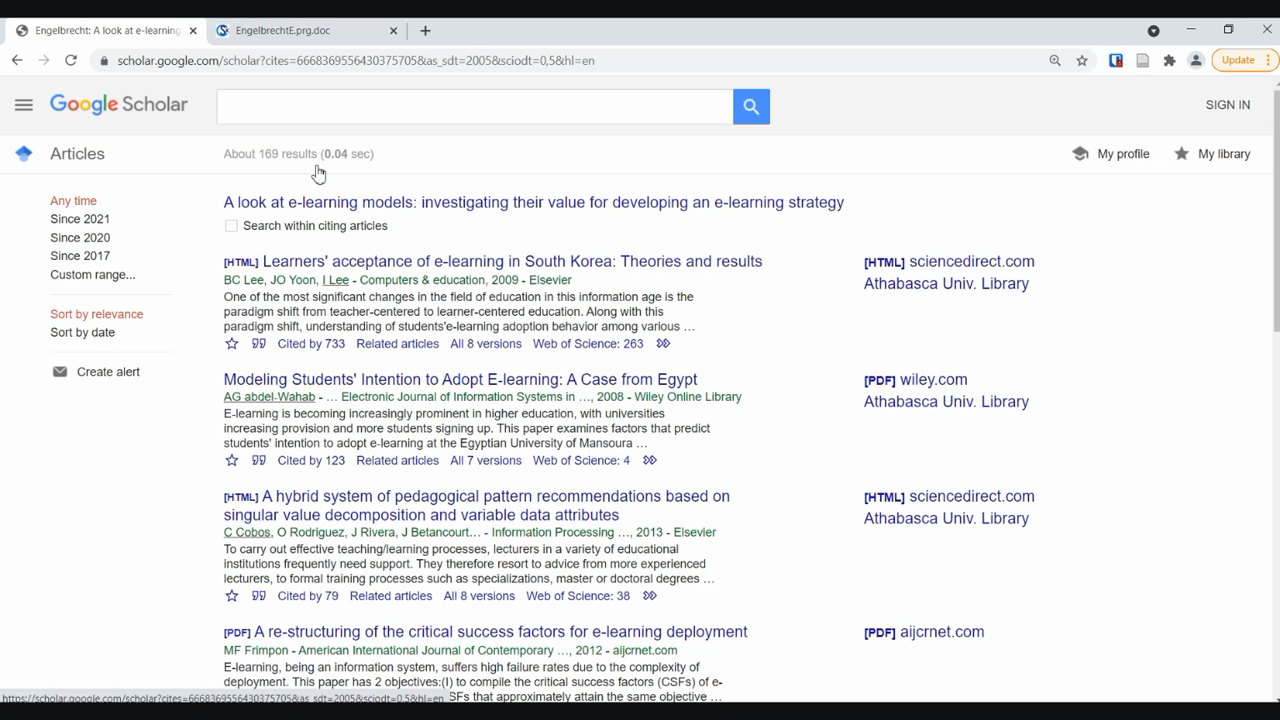 Engelbrecht: A look at e-learning
EngelbrechtE.prg.doc
scholar.google.com/scholar?cites=6668369556430375705&as_sdt=2005&sciodt=0,5&hl=en
Update
Google Scholar
SIGN IN
Articles
About 169 results (0.04 sec)
My profile
My library
Any time
Since 2021
Since 2020
Since 2017
Custom range...
Sort by relevance
Sort by date
Create alert
A look at e-learning models: investigating their value for developing an e-learning strategy
Search within citing articles
[HTML] Learners' acceptance of e-learning in South Korea: Theories and results
BC Lee, JO Yoon, I Lee - Computers & education, 2009 - Elsevier
One of the most significant changes in the field of education in this information age is the
paradigm shift from teacher-centered to learner-centered education. Along with this
paradigm shift, understanding of students'e-learning adoption behavior among various ...
Cited by 733 Related articles All 8 versions Web of Science: 263
[HTML] sciencedirect.com
Athabasca Univ. Library
Modeling Students' Intention to Adopt E-learning: A Case from Egypt
AG abdel-Wahab - ... Electronic Journal of Information Systems in ..., 2008 - Wiley Online Library
E-learning is becoming increasingly prominent in higher education, with universities
increasing provision and more students signing up. This paper examines factors that predict
students' intention to adopt e-learning at the Egyptian University of Mansoura ...
Cited by 123 Related articles All 7 versions Web of Science: 4
[PDF] wiley.com
Athabasca Univ. Library
[HTML] A hybrid system of pedagogical pattern recommendations based on
singular value decomposition and variable data attributes
C Cobos, O Rodriguez, J Rivera, J Betancourt... - Information Processing ..., 2013 - Elsevier
To carry out effective teaching/learning processes, lecturers in a variety of educational
institutions frequently need support. They therefore resort to advice from more experienced
lecturers, to formal training processes such as specializations, master or doctoral degrees ...
Cited by 79 Related articles All 8 versions Web of Science: 38
[HTML] sciencedirect.com
Athabasca Univ. Library
[PDF] A re-structuring of the critical success factors for e-learning deployment
MF Frimpon - American International Journal of Contemporary ..., 2012 - aijcrnet.com
E-learning, being an information system, suffers high failure rates due to the complexity of
deployment. This paper has 2 objectives:(I) to compile the critical success factors (CSFs) of e-
CSFs that approximately attain the same objective ...
[PDF] aijcrnet.com
https://scholar.google.com/scholar?cites=6668369556430375705&as_sdt=2005&sciodt=0,5&hl=en